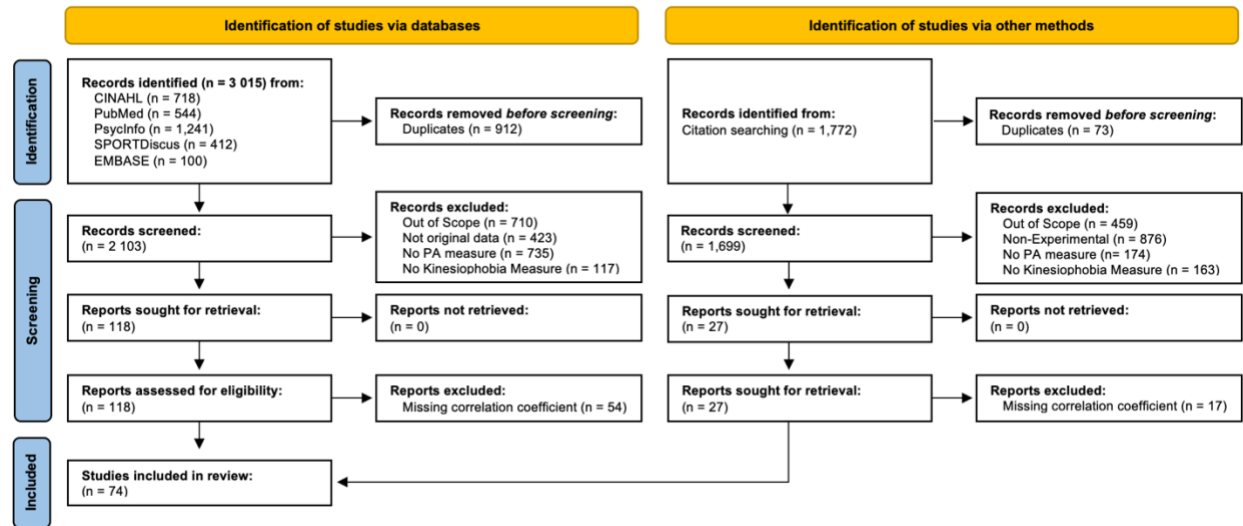 Identification of studies via databases
Identification of studies via other methods
Identification
Records identified (n = 3 015) from:
CINAHL (n = 718)
PubMed (n = 544)
PsycInfo (n = 1,241)
SPORTDiscus (n = 412)
EMBASE (n = 100)
Records removed before screening:
Duplicates (n = 912)
Records identified from:
Citation searching (n = 1,772)
Records removed before screening:
Duplicates (n = 73)
Screening
Records screened:
(n = 2 103)
Records excluded:
Out of Scope (n = 710)
Not original data (n = 423)
No PA measure (n = 735)
No Kinesiophobia Measure (n = 117)
Records screened:
(n = 1,699)
Records excluded:
Out of Scope (n = 459)
Non-Experimental (n = 876)
No PA measure (n= 174)
No Kinesiophobia Measure (n = 163)
Reports sought for retrieval:
(n = 118)
Reports not retrieved:
(n = 0)
Reports sought for retrieval:
(n = 27)
Reports not retrieved:
(n = 0)
Reports assessed for eligibility:
(n = 118)
Reports excluded:
Missing correlation coefficient (n = 54)
Reports sought for retrieval:
(n = 27)
Reports excluded:
Missing correlation coefficient (n = 17)
Included
Studies included in review:
(n = 74)